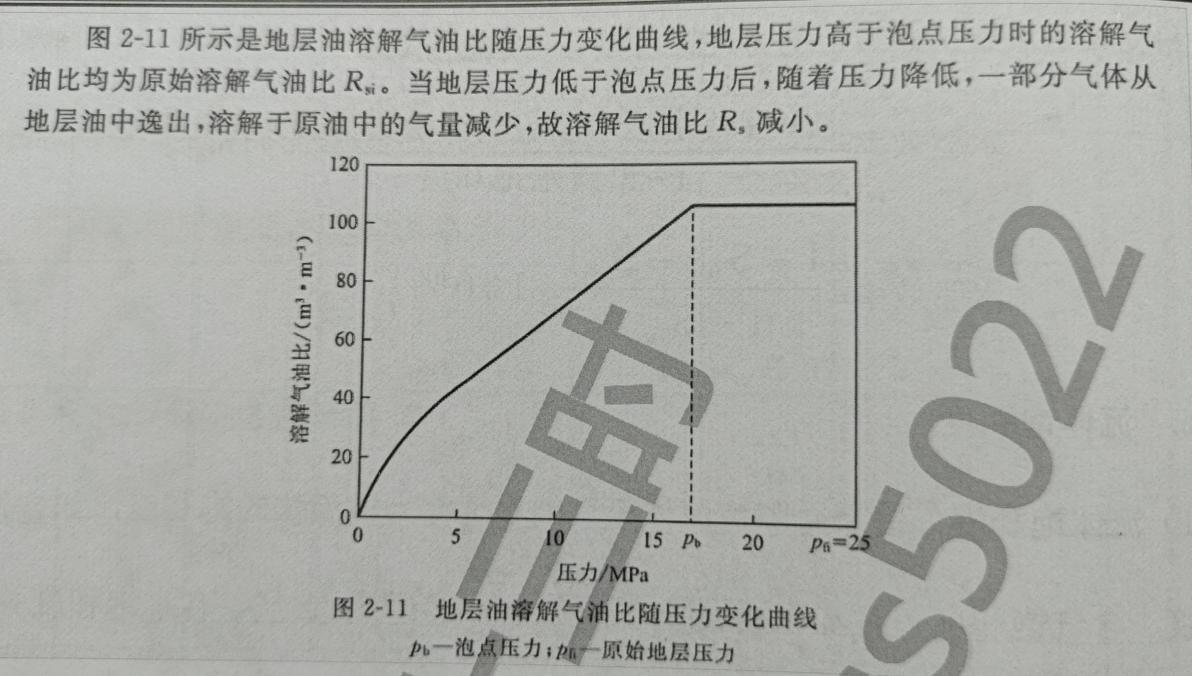 图 2-11 所示是地层油溶解气油比随压力变化曲线,地层压力高于泡点压力时的溶解气
油比均为原始溶解气油比 Rsi。当地层压力低于泡点压力后,随着压力降低,一部分气体从
地层油中逸出,溶解于原油中的气量减少,故溶解气油比 Rs 减小。
120
100
80
60
40
20
0
溶解气油比/(m³·m⁻³)
0 5 10 15 pb 20 pfi=25
压力/MPa
图 2-11 地层油溶解气油比随压力变化曲线
pb—泡点压力;pfi—原始地层压力
s5022